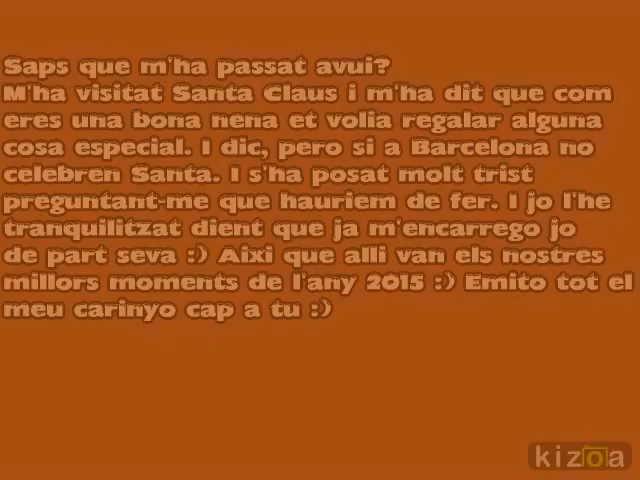 Saps que m'ha passat avui?
M'ha visitat Santa Claus i m'ha dit que com
eres una bona nena et volia regalar alguna
cosa especial. I dic, pero si a Barcelona no
celebren Santa. I s'ha posat molt trist
preguntant-me que hauriem de fer. I jo l'he
tranquilitzat dient que ja m'encarrego jo
de part seva :) Aixi que alli van els nostres
millors moments de l'any 2015 :) Emito tot el
meu carinyo cap a tu :)
kizoa